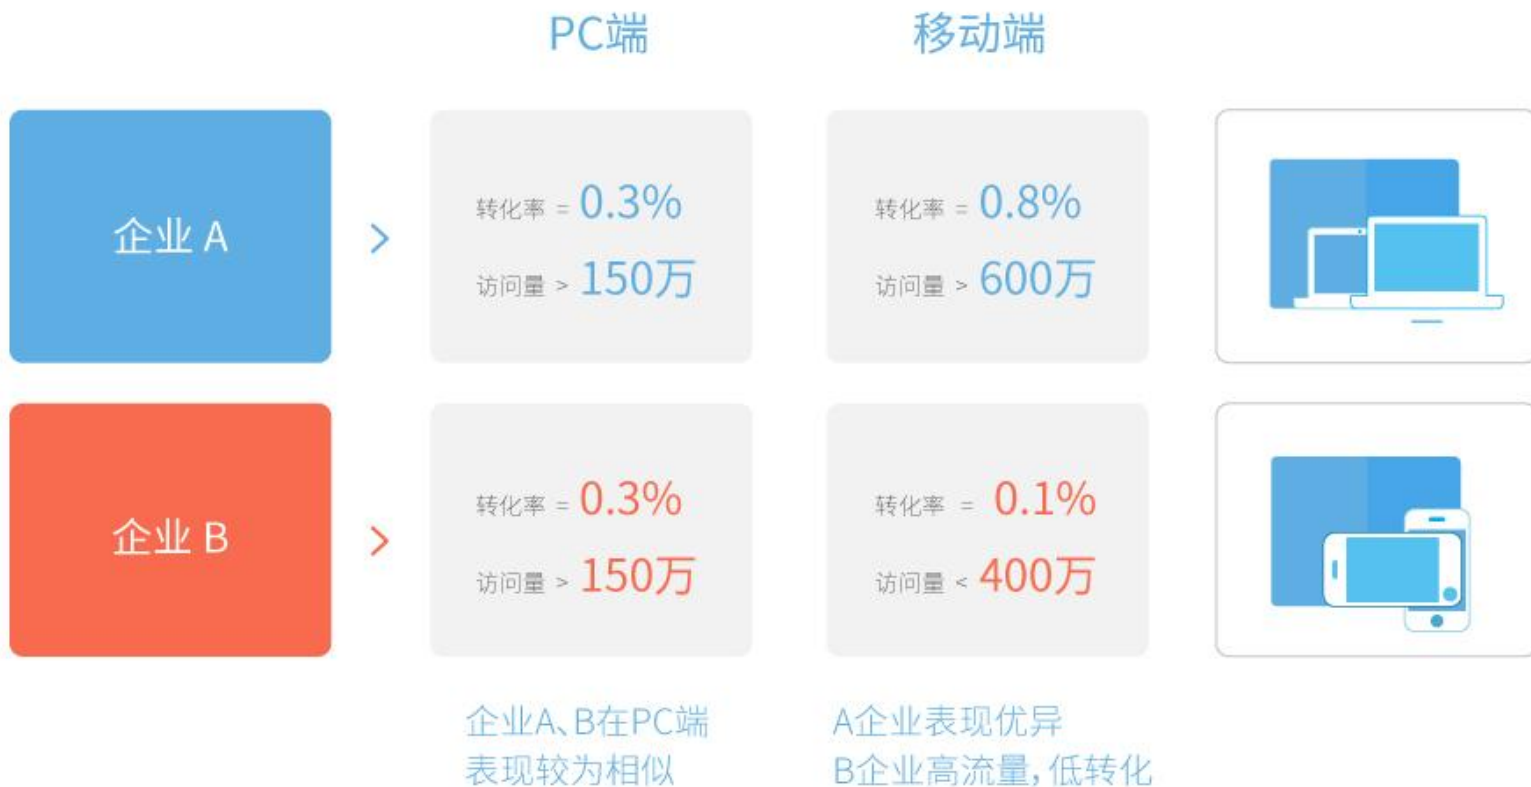 PC端
移动端
企业 A
>
转化率 = 0.3%
访问量 > 150万
转化率 = 0.8%
访问量 > 600万
企业 B
>
转化率 = 0.3%
访问量 > 150万
转化率 = 0.1%
访问量 < 400万
企业A、B在PC端
表现较为相似
A企业表现优异
B企业高流量,低转化